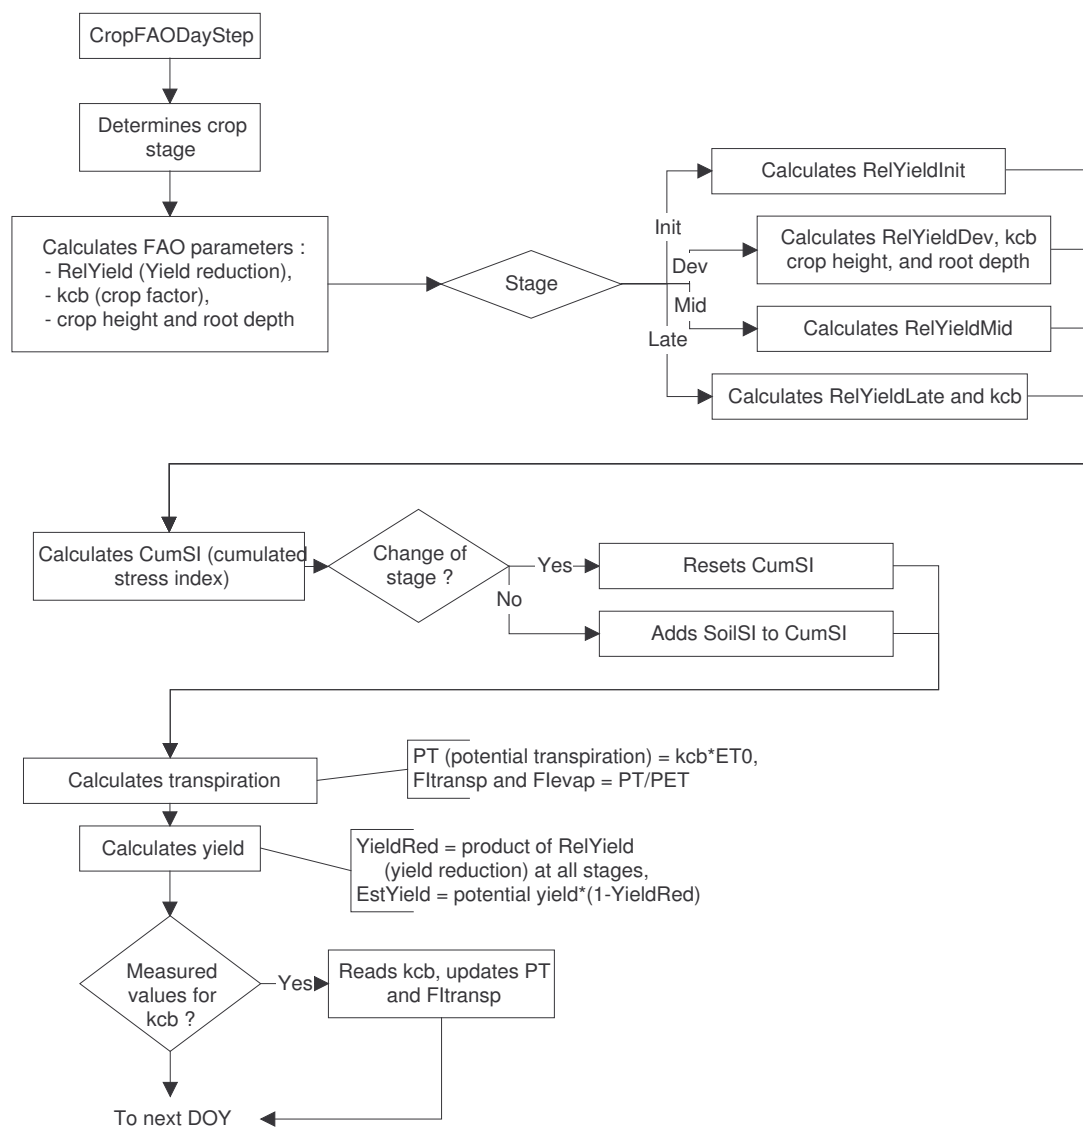 CropFAODayStep
Determines crop
stage
Calculates FAO parameters :
- RelYield (Yield reduction),
- kcb (crop factor),
- crop height and root depth
Stage
Init
Dev
Mid
Late
Calculates RelYieldInit
Calculates RelYieldDev, kcb
crop height, and root depth
Calculates RelYieldMid
Calculates RelYieldLate and kcb
Calculates CumSI (cumulated
stress index)
Change of
stage ?
Yes
No
Resets CumSI
Adds SoilSI to CumSI
Calculates transpiration
PT (potential transpiration) = kcb*ET0,
FItransp and FIevap = PT/PET
Calculates yield
YieldRed = product of RelYield
(yield reduction) at all stages,
EstYield = potential yield*(1-YieldRed)
Measured
values for
kcb ?
Yes
Reads kcb, updates PT
and FItransp
To next DOY